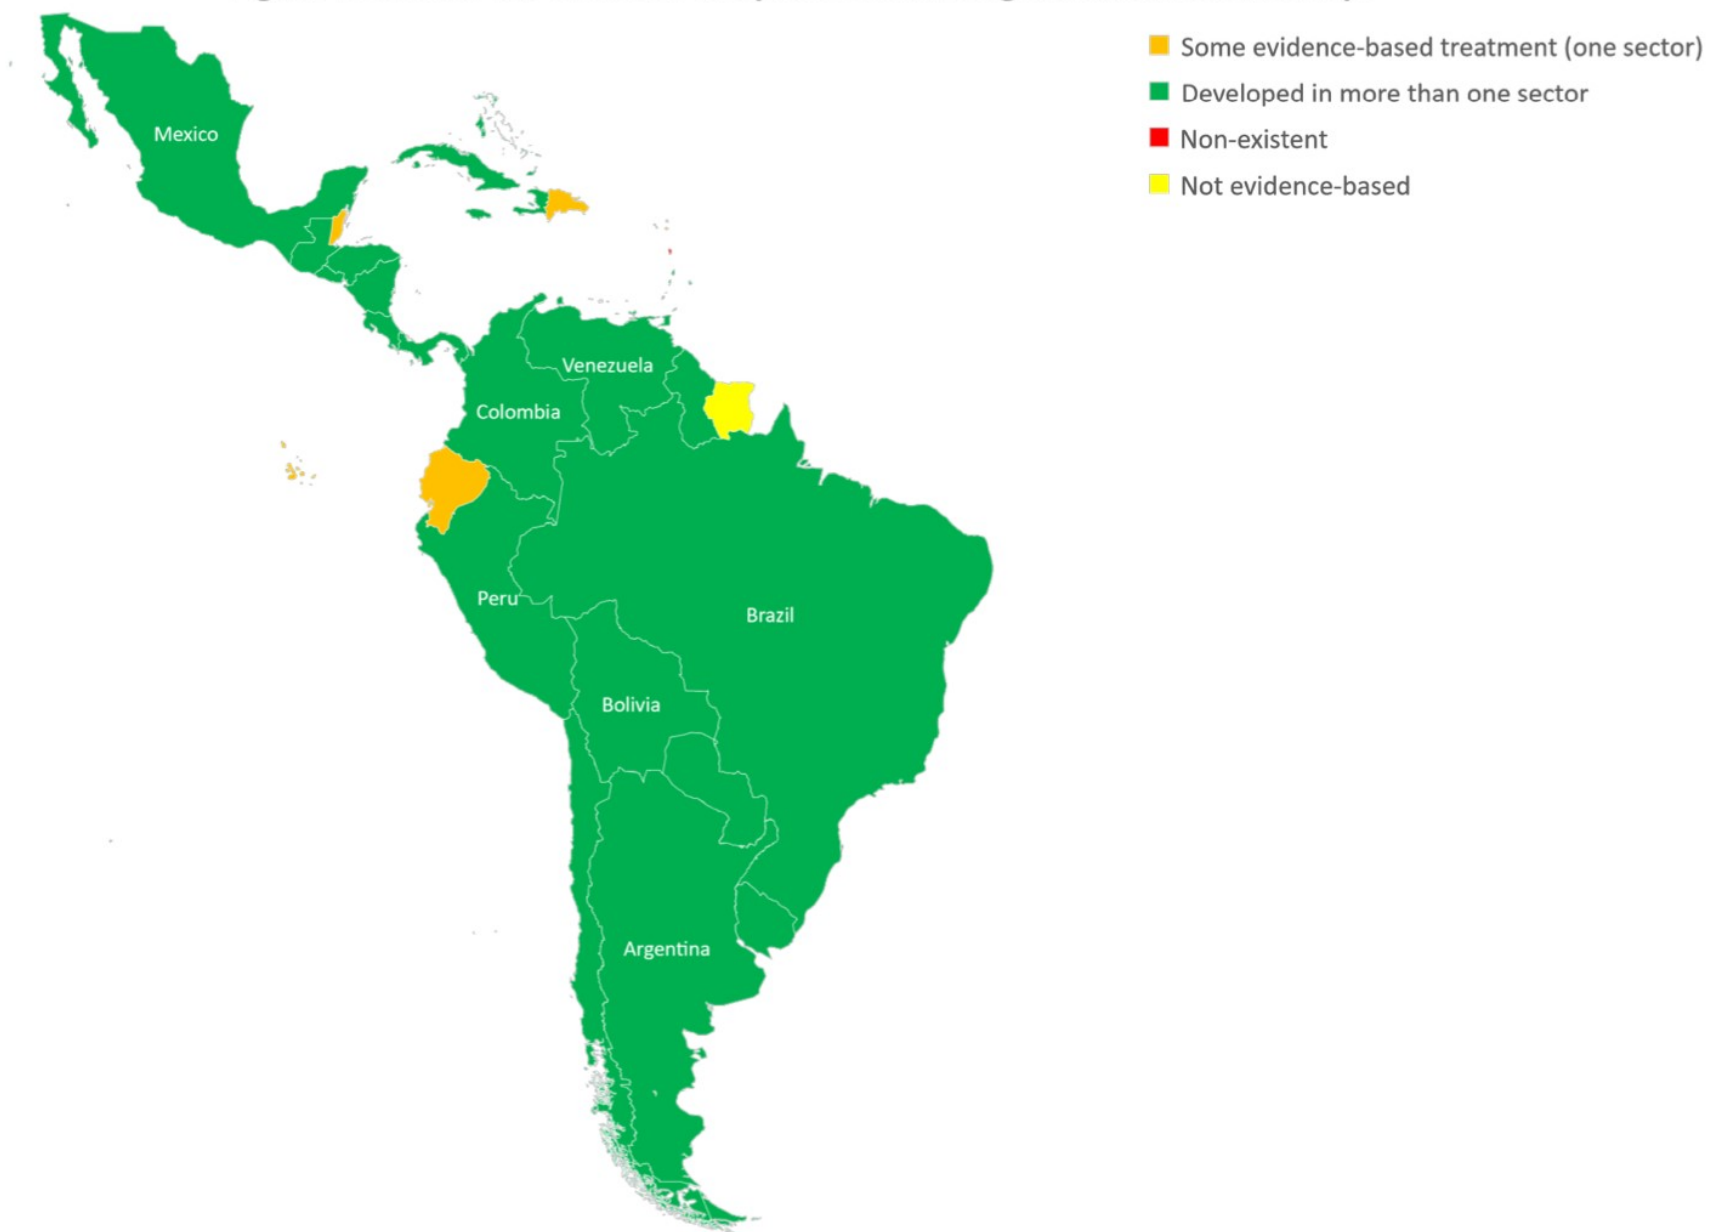 Some evidence-based treatment (one sector)
Developed in more than one sector
Non-existent
Not evidence-based
Mexico
Venezuela
Colombia
Peru
Brazil
Bolivia
Argentina